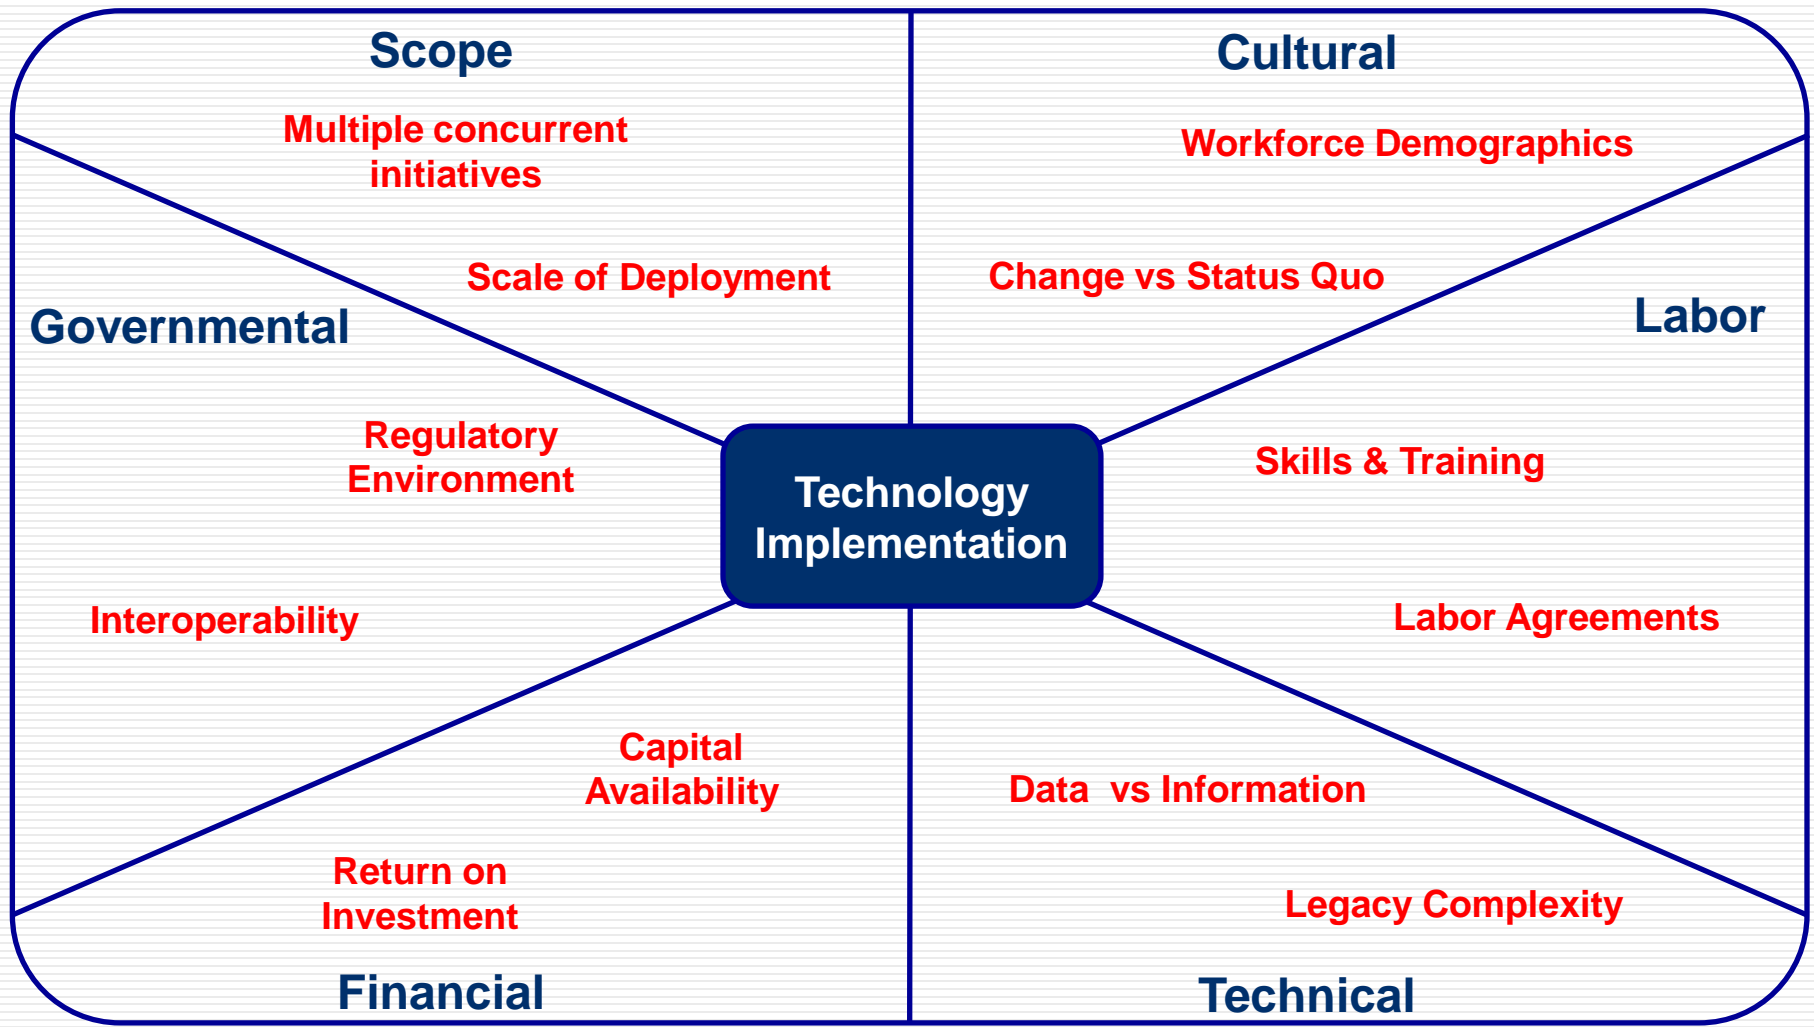 Scope
Multiple concurrent
initiatives
Scale of Deployment
Cultural
Workforce Demographics
Change vs Status Quo
Governmental
Regulatory
Environment
Interoperability
Technology
Implementation
Labor
Skills & Training
Labor Agreements
Capital
Availability
Return on
Investment
Financial
Data  vs Information
Legacy Complexity
Technical